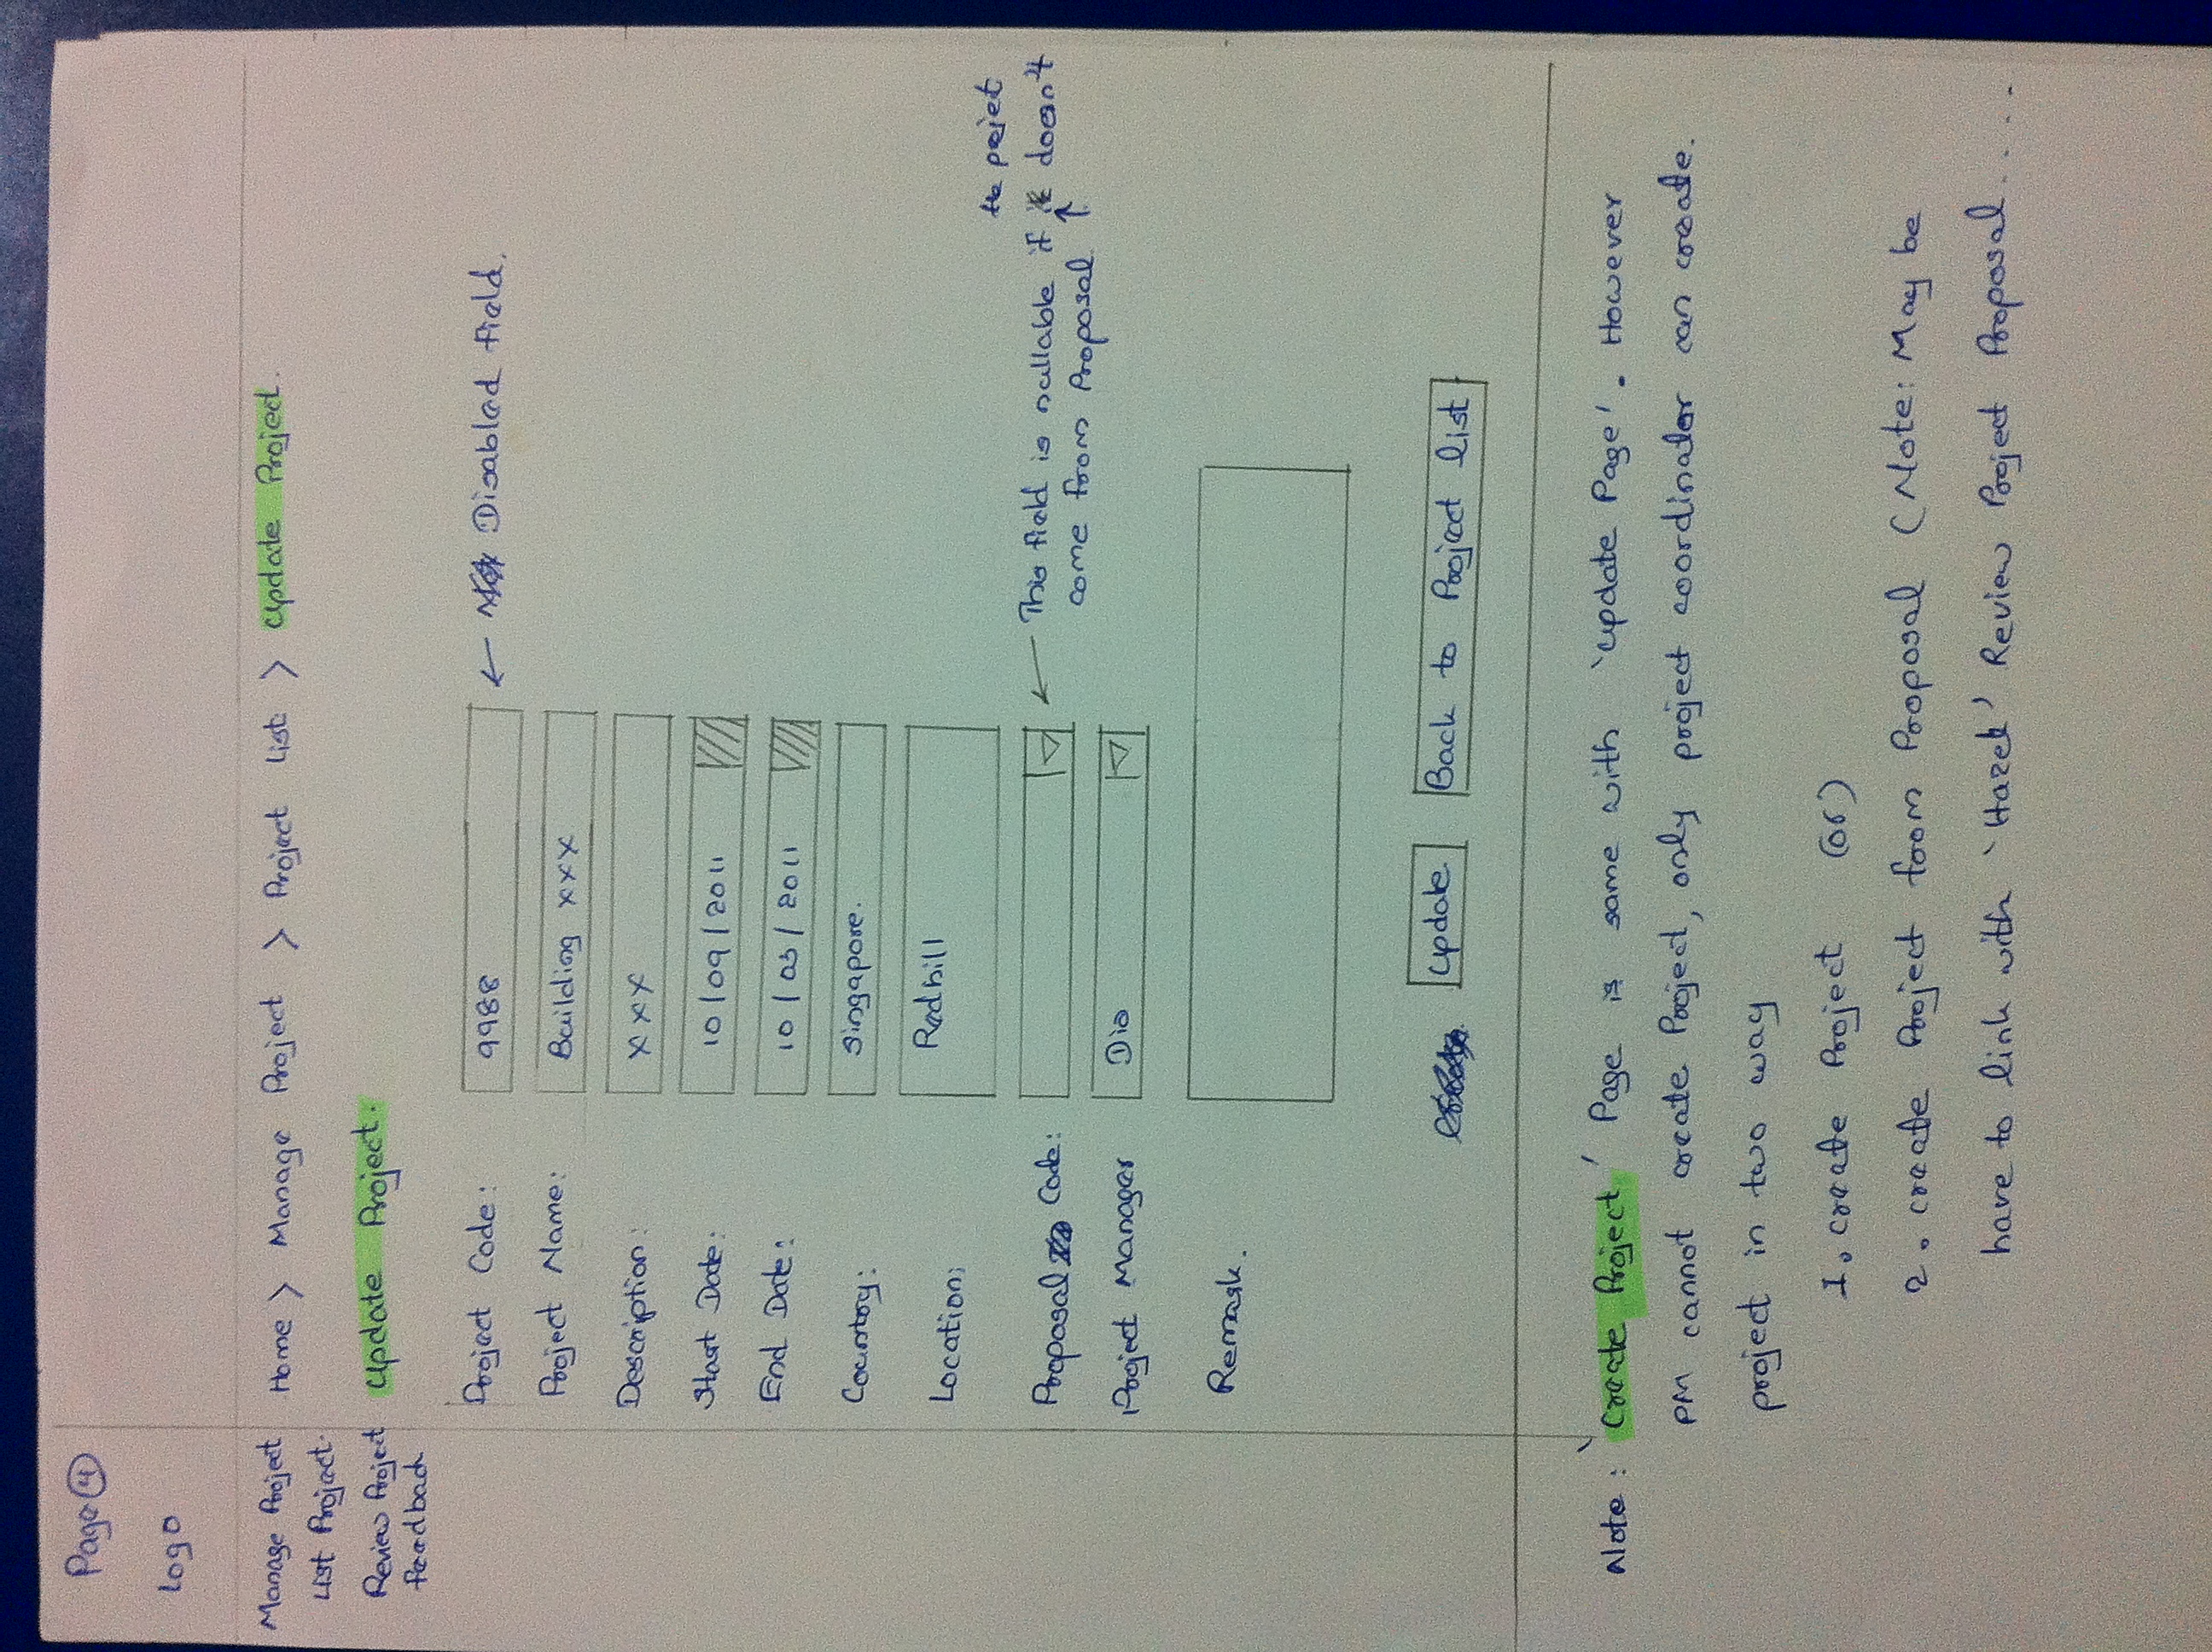 Page 4
logo
Manage Project
List Project.
Review Project
feedback
Home > Manage Project > Project List > Update Project.
Update Project.
Project Code: 9988 ← Disabled field.
Project Name: Building xxx
Description: xxx
Start Date: 10/09/2011
End Date: 10/03/2011
Country: Singapore.
Location: Redhill
the projet
Proposal Code: ← This field is nullable if doesn't
come from Proposal ↑
Project Manager Dio
Remark.
Update Back to Project list
Note: 'Create Project' Page is same with 'Update Page'. However
PM cannot create Project, only project coordinator can create.
project in two way
1. create Project (or)
2. create Project from Proposal (Note: May be
have to link with 'Hazel' Review Project Proposal.....